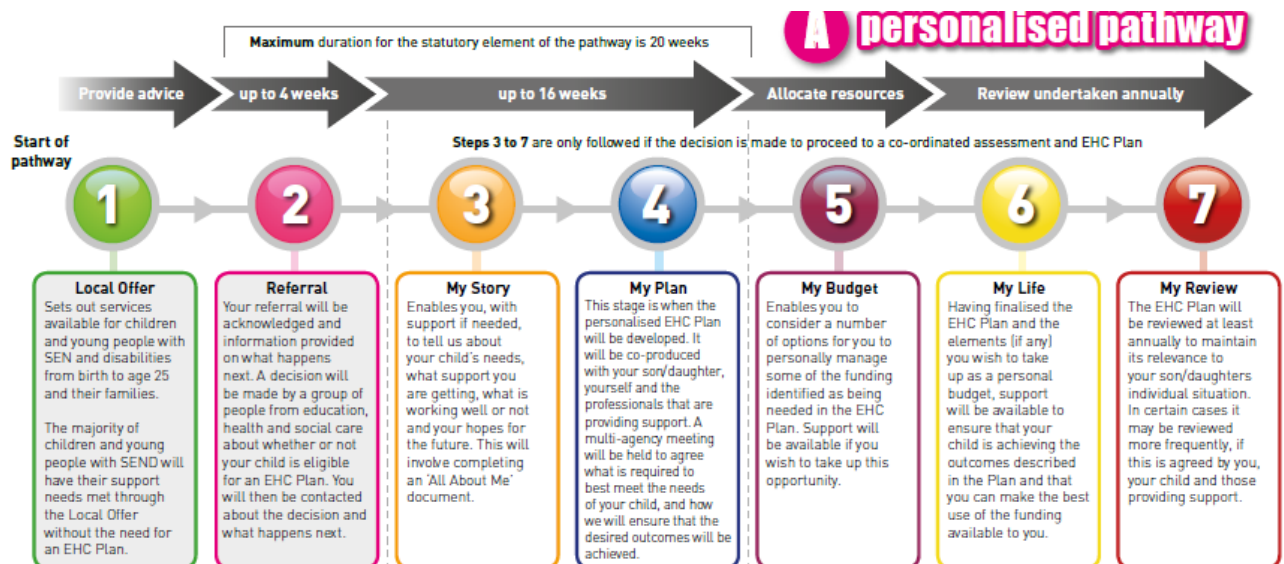 A personalised pathway
Maximum duration for the statutory element of the pathway is 20 weeks
Provide advice
up to 4 weeks
up to 16 weeks
Allocate resources
Review undertaken annually
Start of
pathway
Steps 3 to 7 are only followed if the decision is made to proceed to a co-ordinated assessment and EHC Plan
1
2
3
4
5
6
7
Local Offer
Sets out services
available for children
and young people with
SEN and disabilities
from birth to age 25
and their families.
The majority of
children and young
people with SEND will
have their support
needs met through
the Local Offer
without the need for
an EHC Plan.
Referral
Your referral will be
acknowledged and
information provided
on what happens
next. A decision will
be made by a group of
people from education,
health and social care
about whether or not
your child is eligible
for an EHC Plan. You
will then be contacted
about the decision and
what happens next.
My Story
Enables you, with
support if needed,
to tell us about
your child's needs,
what support you
are getting, what is
working well or not
and your hopes for
the future. This will
involve completing
an 'All About Me'
document.
My Plan
This stage is when the
personalised EHC Plan
will be developed. It
will be co-produced
with your son/daughter,
yourself and the
professionals that are
providing support. A
multi-agency meeting
will be held to agree
what is required to
best meet the needs
of your child, and how
we will ensure that the
desired outcomes will be
achieved.
My Budget
Enables you to
consider a number
of options for you to
personally manage
some of the funding
identified as being
needed in the EHC
Plan. Support will
be available if you
wish to take up this
opportunity.
My Life
Having finalised the
EHC Plan and the
elements (if any)
you wish to take
up as a personal
budget, support
will be available to
ensure that your
child is achieving the
outcomes described
in the Plan and that
you can make the best
use of the funding
available to you.
My Review
The EHC Plan will
be reviewed at least
annually to maintain
its relevance to
your son/daughters
individual situation.
In certain cases it
may be reviewed
more frequently, if
this is agreed by you,
your child and those
providing support.